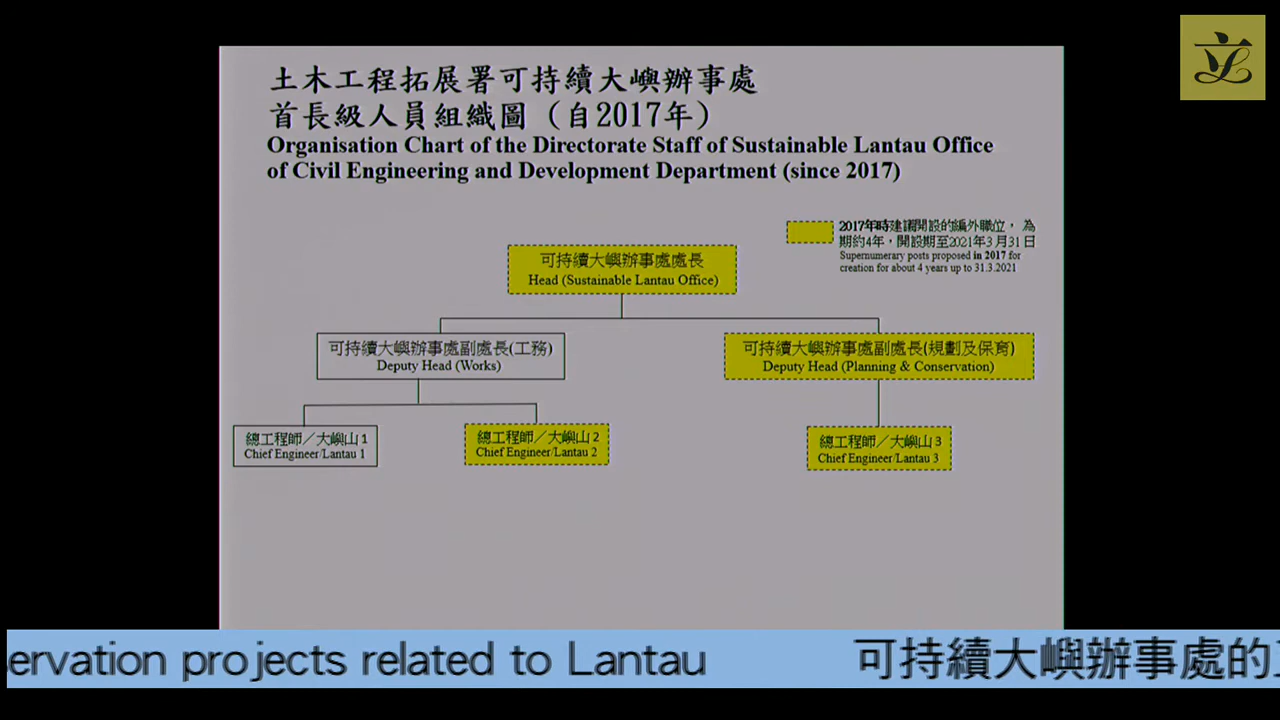 土木工程拓展署可持續大嶼辦事處
首長級人員組織圖（自2017年）
Organisation Chart of the Directorate Staff of Sustainable Lantau Office
of Civil Engineering and Development Department (since 2017)
2017年時建議開設的編外職位，為
期約4年，開設期至2021年3月31日
Supernumerary posts proposed in 2017 for
creation for about 4 years up to 31.3.2021
可持續大嶼辦事處處長
Head (Sustainable Lantau Office)
可持續大嶼辦事處副處長(工務)
Deputy Head (Works)
可持續大嶼辦事處副處長(規劃及保育)
Deputy Head (Planning & Conservation)
總工程師／大嶼山 1
Chief Engineer/Lantau 1
總工程師／大嶼山 2
Chief Engineer/Lantau 2
總工程師／大嶼山 3
Chief Engineer/Lantau 3
ervation projects related to Lantau 可持續大嶼辦事處的